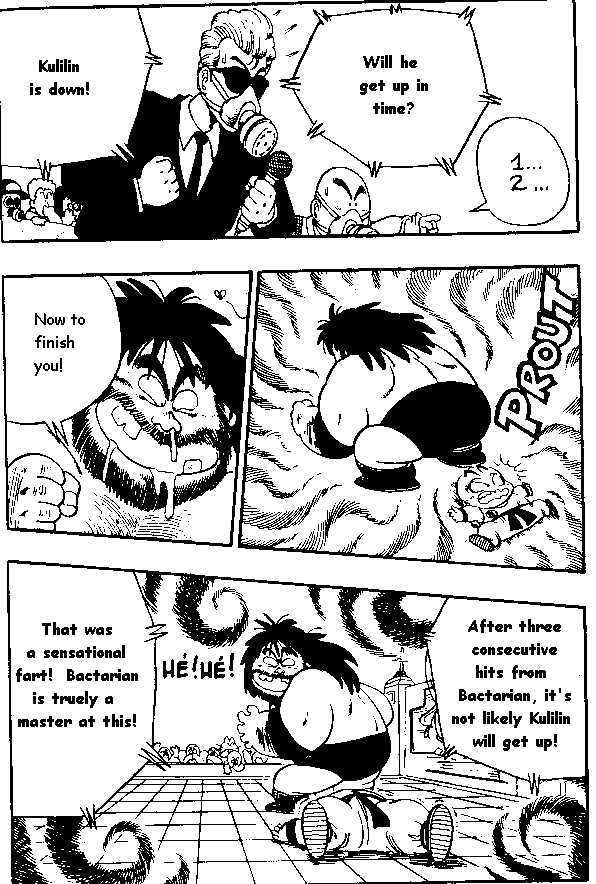 Kulilin
is down!
Will he
get up in
time?
1...
2 ...
Now to
finish
you!
PROUT
That was
a sensational
fart! Bactarian
is truely a
master at this!
HÉ! HÉ!
After three
consecutive
hits from
Bactarian, it's
not likely Kulilin
will get up!